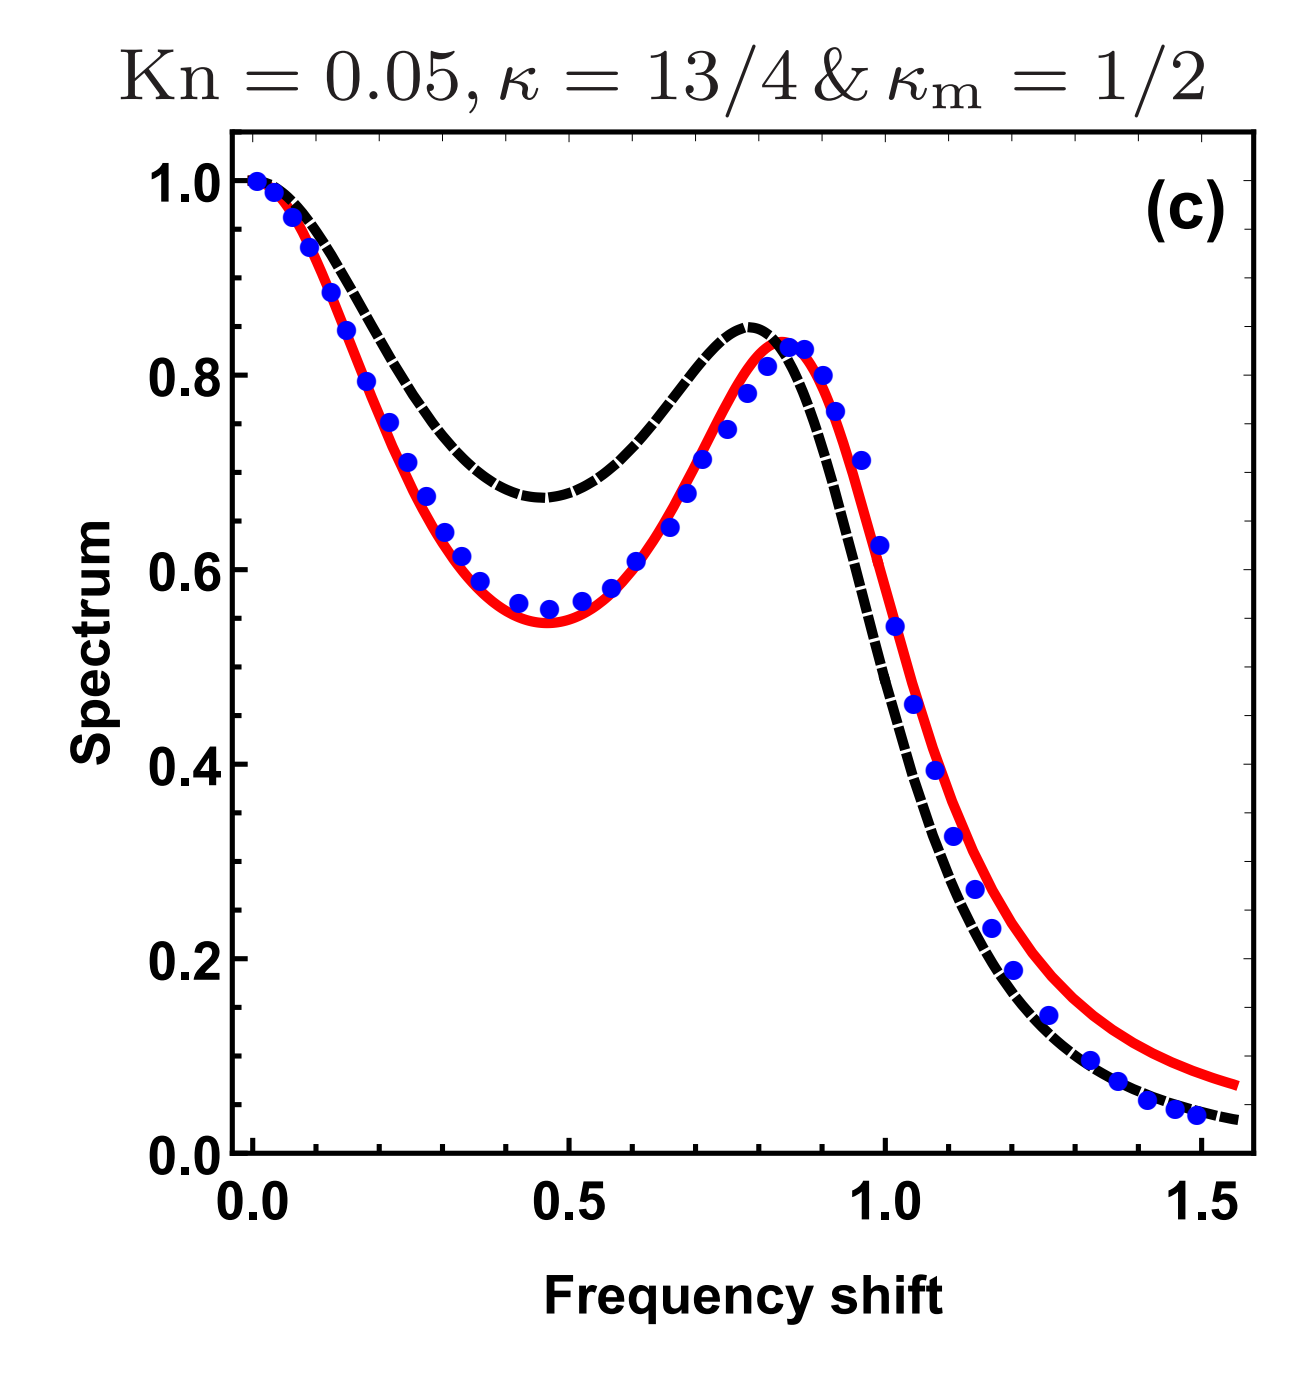 Kn = 0.05, κ = 13/4 & κm = 1/2
(c)
1.0
0.8
0.6
0.4
0.2
0.0
Spectrum
0.0 0.5 1.0 1.5
Frequency shift